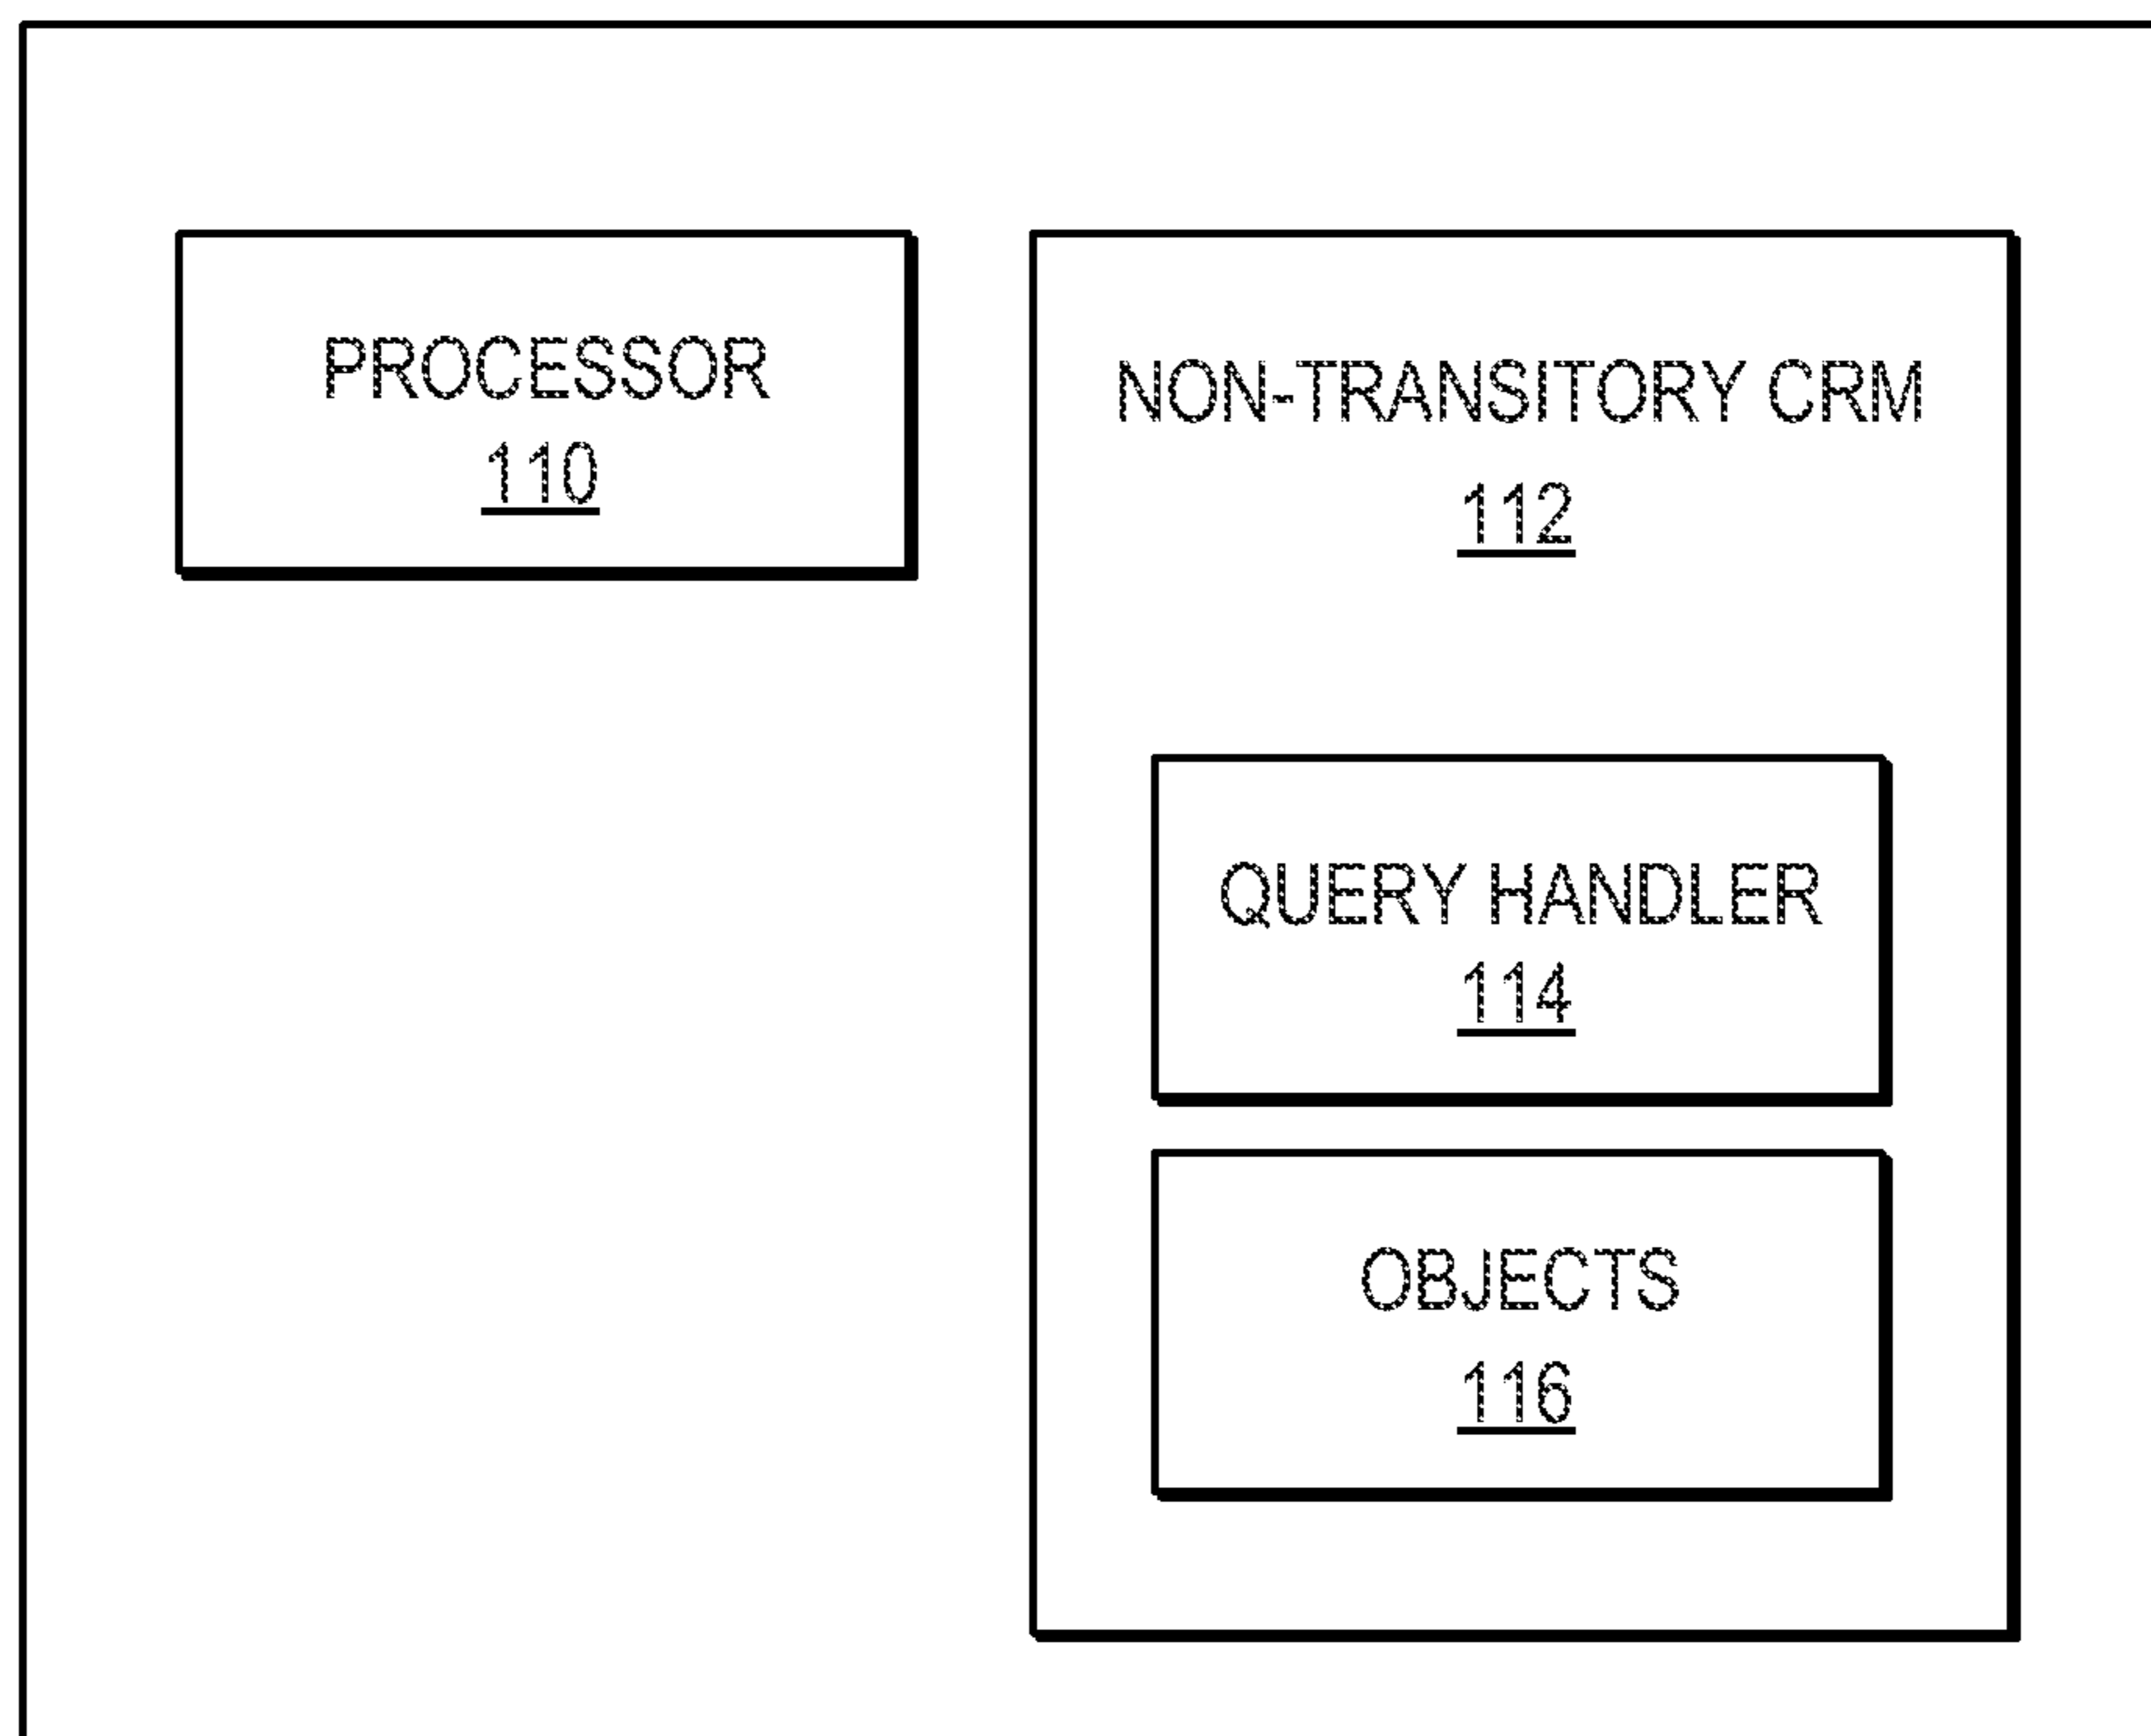 PROCESSOR
110
NON-TRANSITORY CRM
112
QUERY HANDLER
114
OBJECTS
116